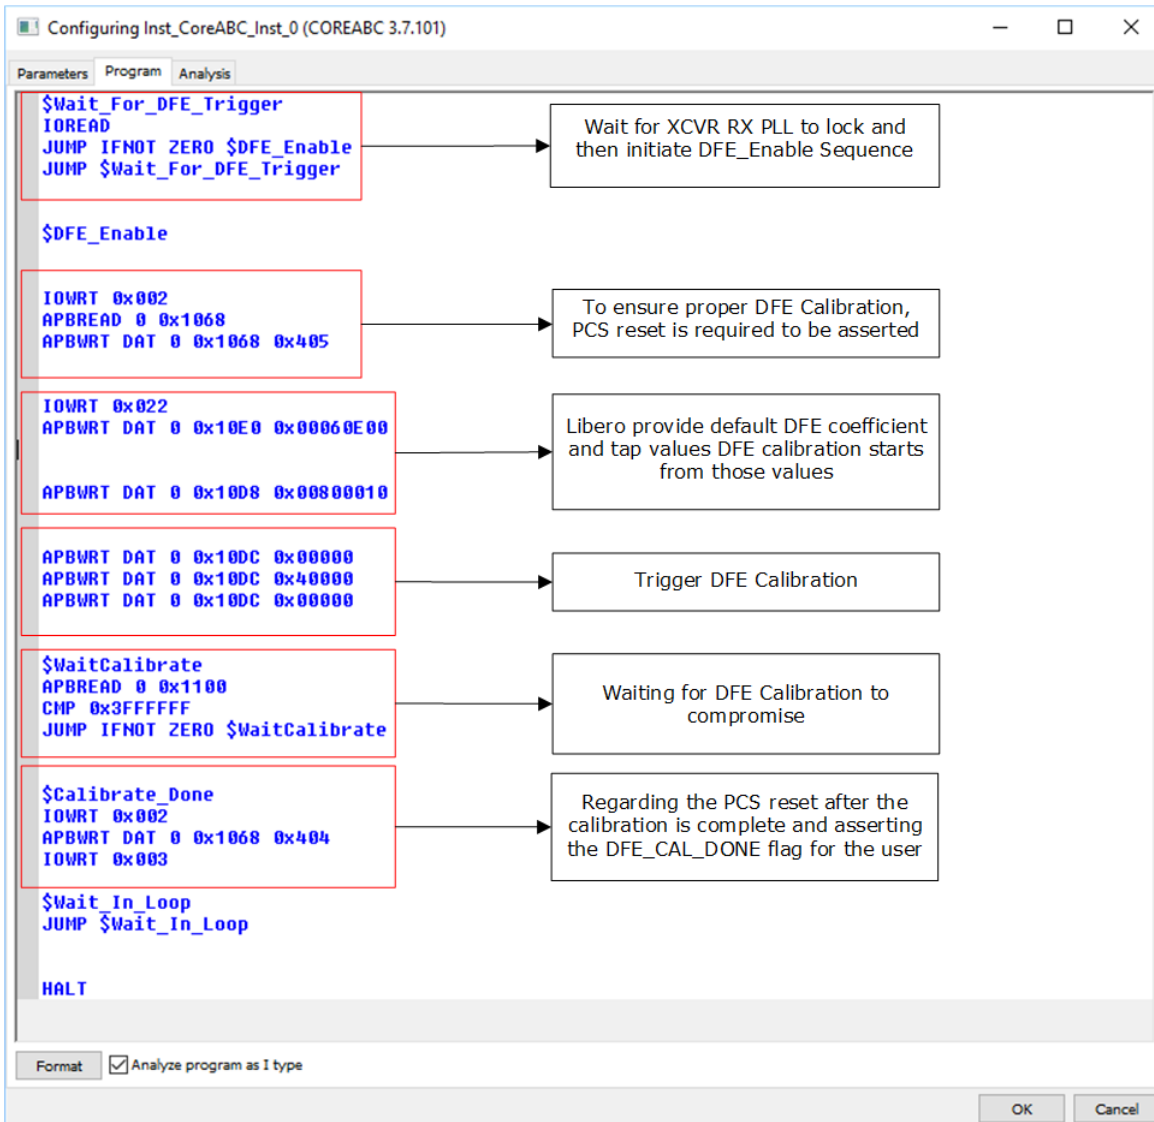 Configuring Inst_CoreABC_Inst_0 (COREABC 3.7.101)
Parameters Program Analysis
$Wait_For_DFE_Trigger
IOREAD
JUMP IFNOT ZERO $DFE_Enable
JUMP $Wait_For_DFE_Trigger
Wait for XCVR RX PLL to lock and
then initiate DFE_Enable Sequence
$DFE_Enable
IOWRT 0x002
APBREAD 0 0x1068
APBWRT DAT 0 0x1068 0x405
To ensure proper DFE Calibration,
PCS reset is required to be asserted
IOWRT 0x022
APBWRT DAT 0 0x10E0 0x00060E00
APBWRT DAT 0 0x10D8 0x00800010
Libero provide default DFE coefficient
and tap values DFE calibration starts
from those values
APBWRT DAT 0 0x10DC 0x00000
APBWRT DAT 0 0x10DC 0x40000
APBWRT DAT 0 0x10DC 0x00000
Trigger DFE Calibration
$WaitCalibrate
APBREAD 0 0x1100
CMP 0x3FFFFFF
JUMP IFNOT ZERO $WaitCalibrate
Waiting for DFE Calibration to
compromise
$Calibrate_Done
IOWRT 0x002
APBWRT DAT 0 0x1068 0x404
IOWRT 0x003
Regarding the PCS reset after the
calibration is complete and asserting
the DFE_CAL_DONE flag for the user
$Wait_In_Loop
JUMP $Wait_In_Loop
HALT
Format Analyze program as I type
OK Cancel